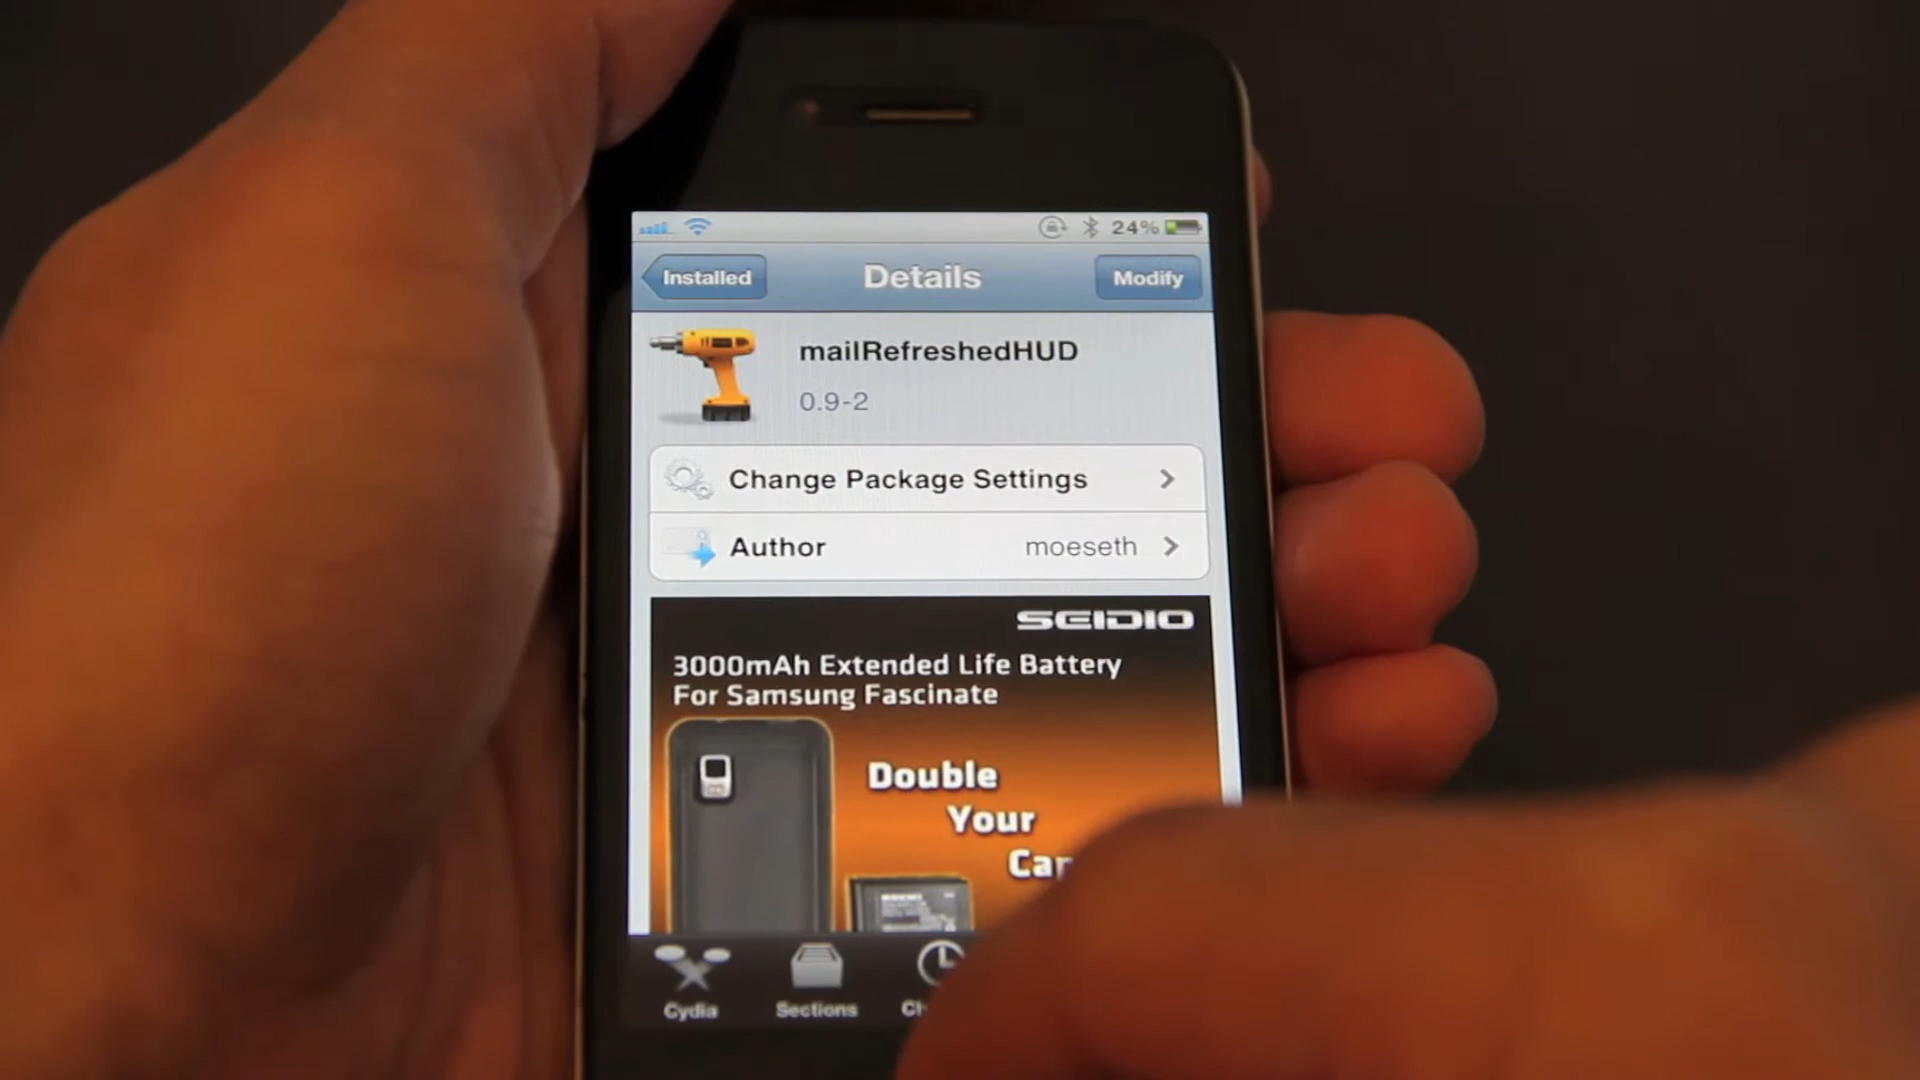 24%
Installed
Details
Modify
mailRefreshedHUD
0.9-2
Change Package Settings
Author
moeseth
SEIDIO
3000mAh Extended Life Battery
For Samsung Fascinate
Double
Your
Cydia
Sections